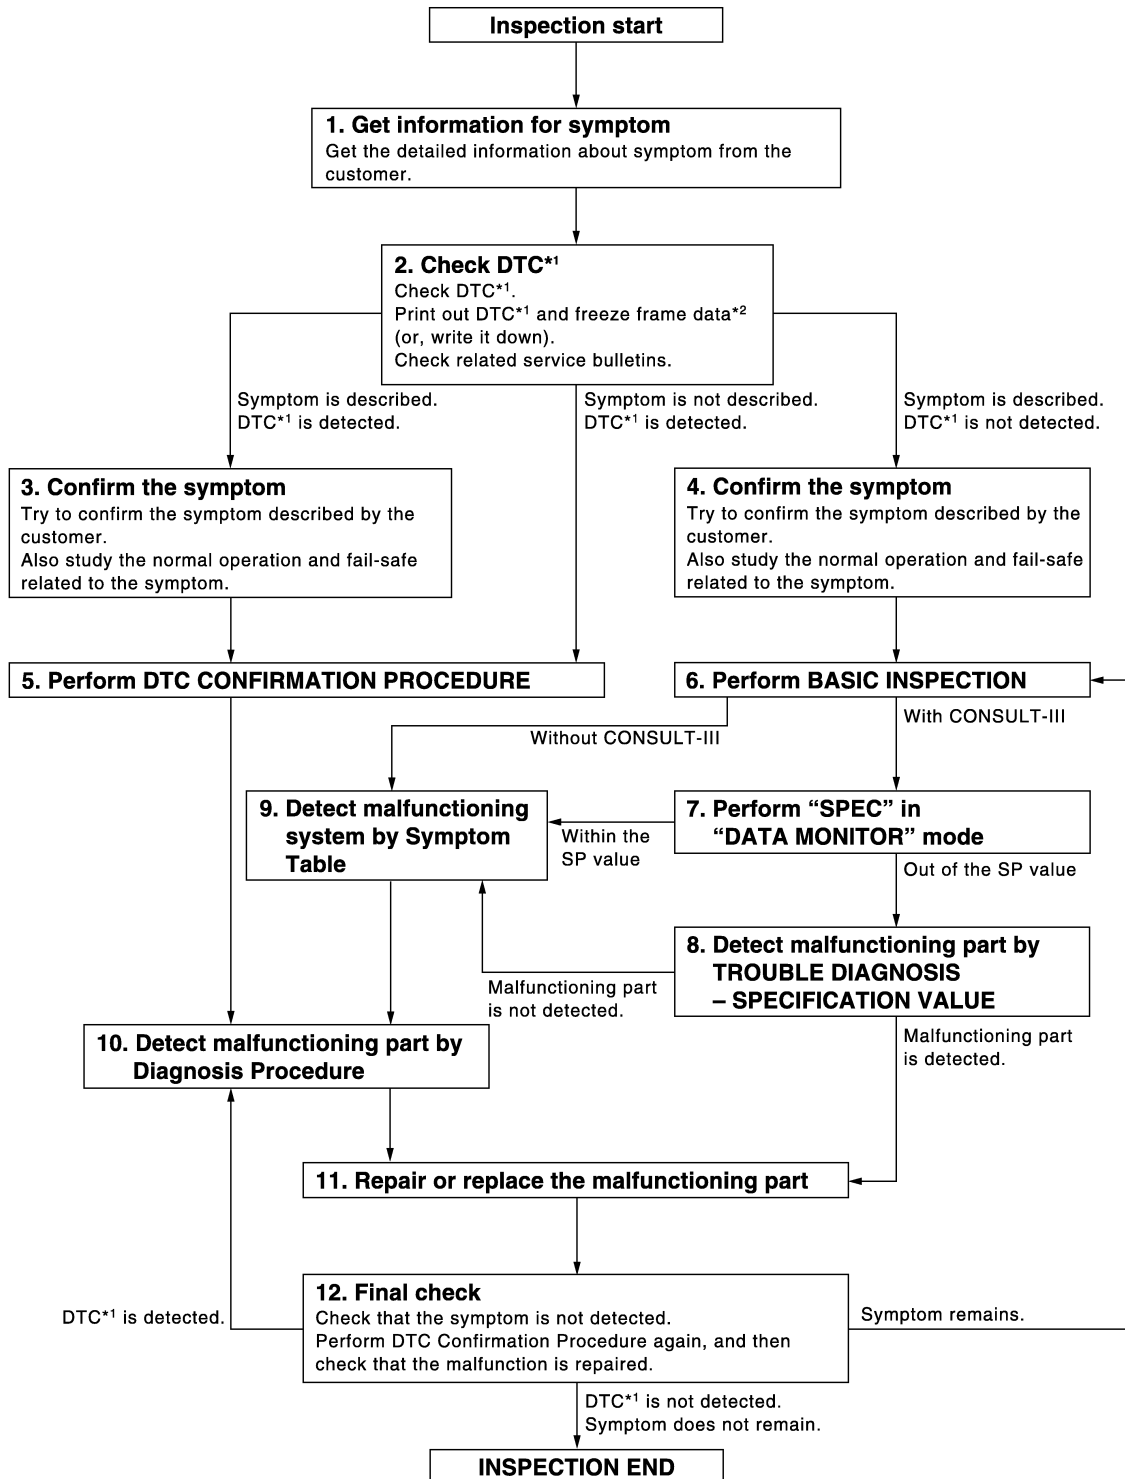 Inspection start
1. Get information for symptom
Get the detailed information about symptom from the
customer.
2. Check DTC*1
Check DTC*1.
Print out DTC*1 and freeze frame data*2
(or, write it down).
Check related service bulletins.
Symptom is described.
DTC*1 is detected.
Symptom is not described.
DTC*1 is detected.
Symptom is described.
DTC*1 is not detected.
3. Confirm the symptom
Try to confirm the symptom described by the
customer.
Also study the normal operation and fail-safe
related to the symptom.
4. Confirm the symptom
Try to confirm the symptom described by the
customer.
Also study the normal operation and fail-safe
related to the symptom.
5. Perform DTC CONFIRMATION PROCEDURE
6. Perform BASIC INSPECTION
With CONSULT-III
Without CONSULT-III
9. Detect malfunctioning
system by Symptom
Table
Within the
SP value
7. Perform “SPEC” in
“DATA MONITOR” mode
Out of the SP value
8. Detect malfunctioning part by
TROUBLE DIAGNOSIS
– SPECIFICATION VALUE
Malfunctioning part
is not detected.
Malfunctioning part
is detected.
10. Detect malfunctioning part by
Diagnosis Procedure
11. Repair or replace the malfunctioning part
12. Final check
Check that the symptom is not detected.
Perform DTC Confirmation Procedure again, and then
check that the malfunction is repaired.
DTC*1 is detected.
Symptom remains.
DTC*1 is not detected.
Symptom does not remain.
INSPECTION END